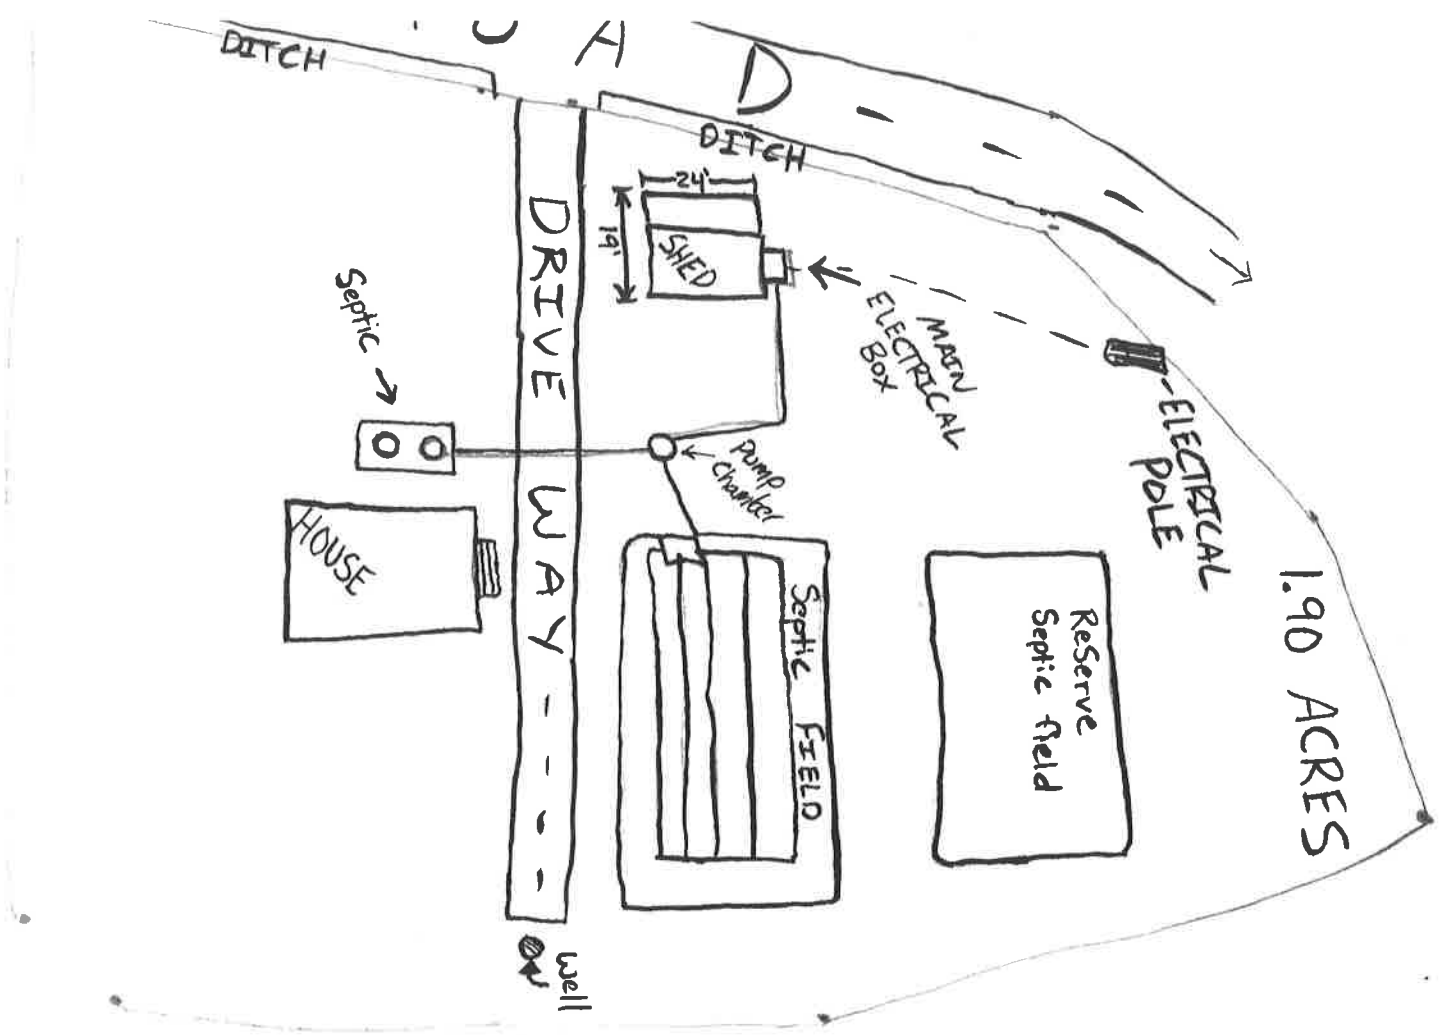 OAD
DITCH
DITCH
24'
19'
SHED
DRIVE WAY
MAIN
ELECTRICAL
BOX
ELECTRICAL
POLE
Septic
pump
chamber
HOUSE
Septic FIELD
ReServe
Septic field
1.90 ACRES
well